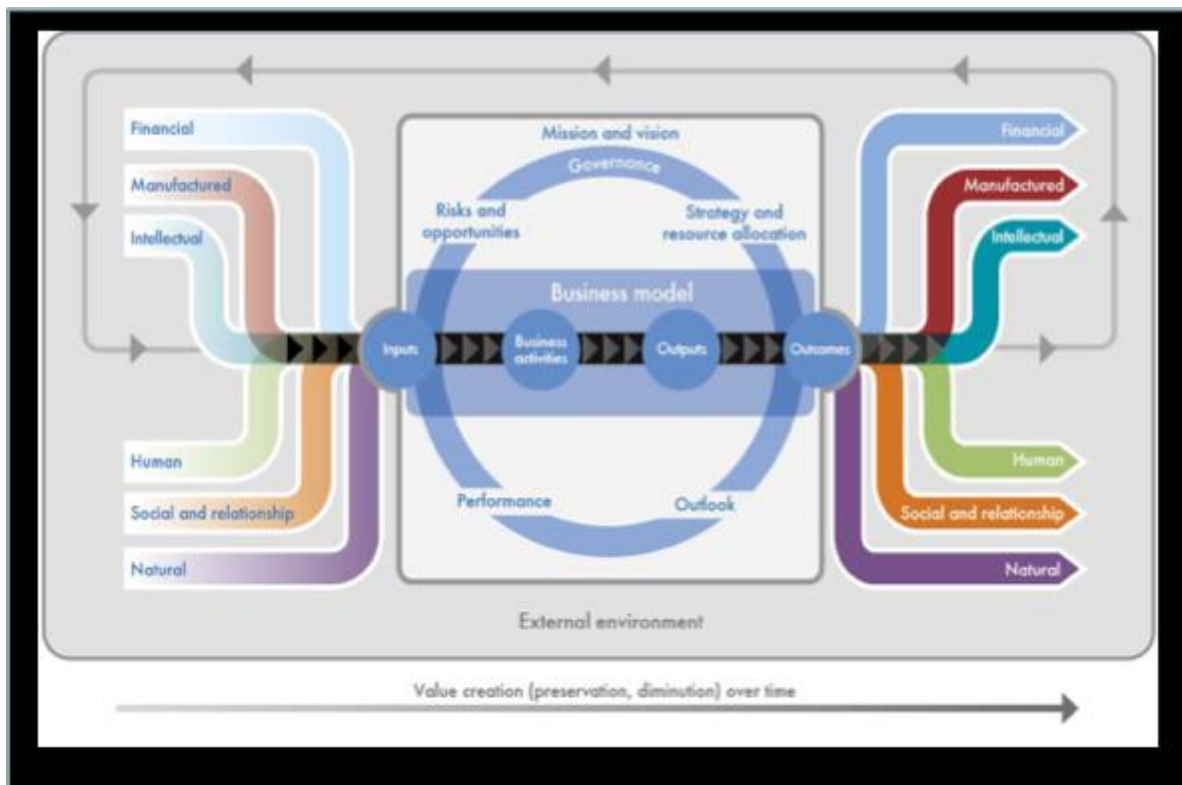 Financial
Manufactured
Intellectual
Human
Social and relationship
Natural
Mission and vision
Governance
Risks and
opportunities
Strategy and
resource allocation
Business model
Inputs
Business
activities
Outputs
Outcomes
Performance
Outlook
Financial
Manufactured
Intellectual
Human
Social and relationship
Natural
External environment
Value creation (preservation, diminution) over time